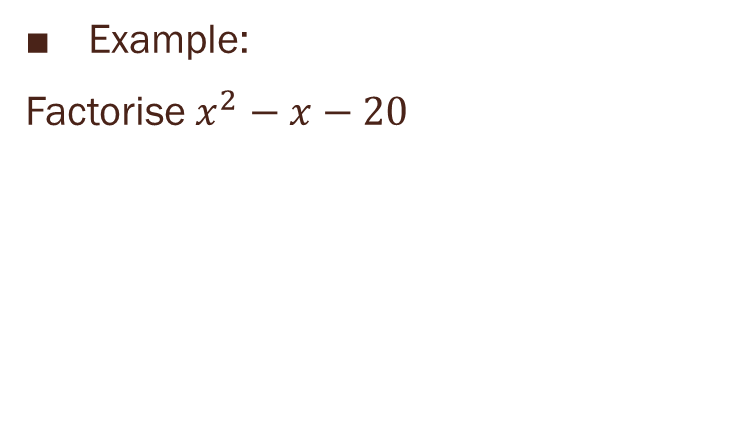 ■ Example:
Factorise x² − x − 20